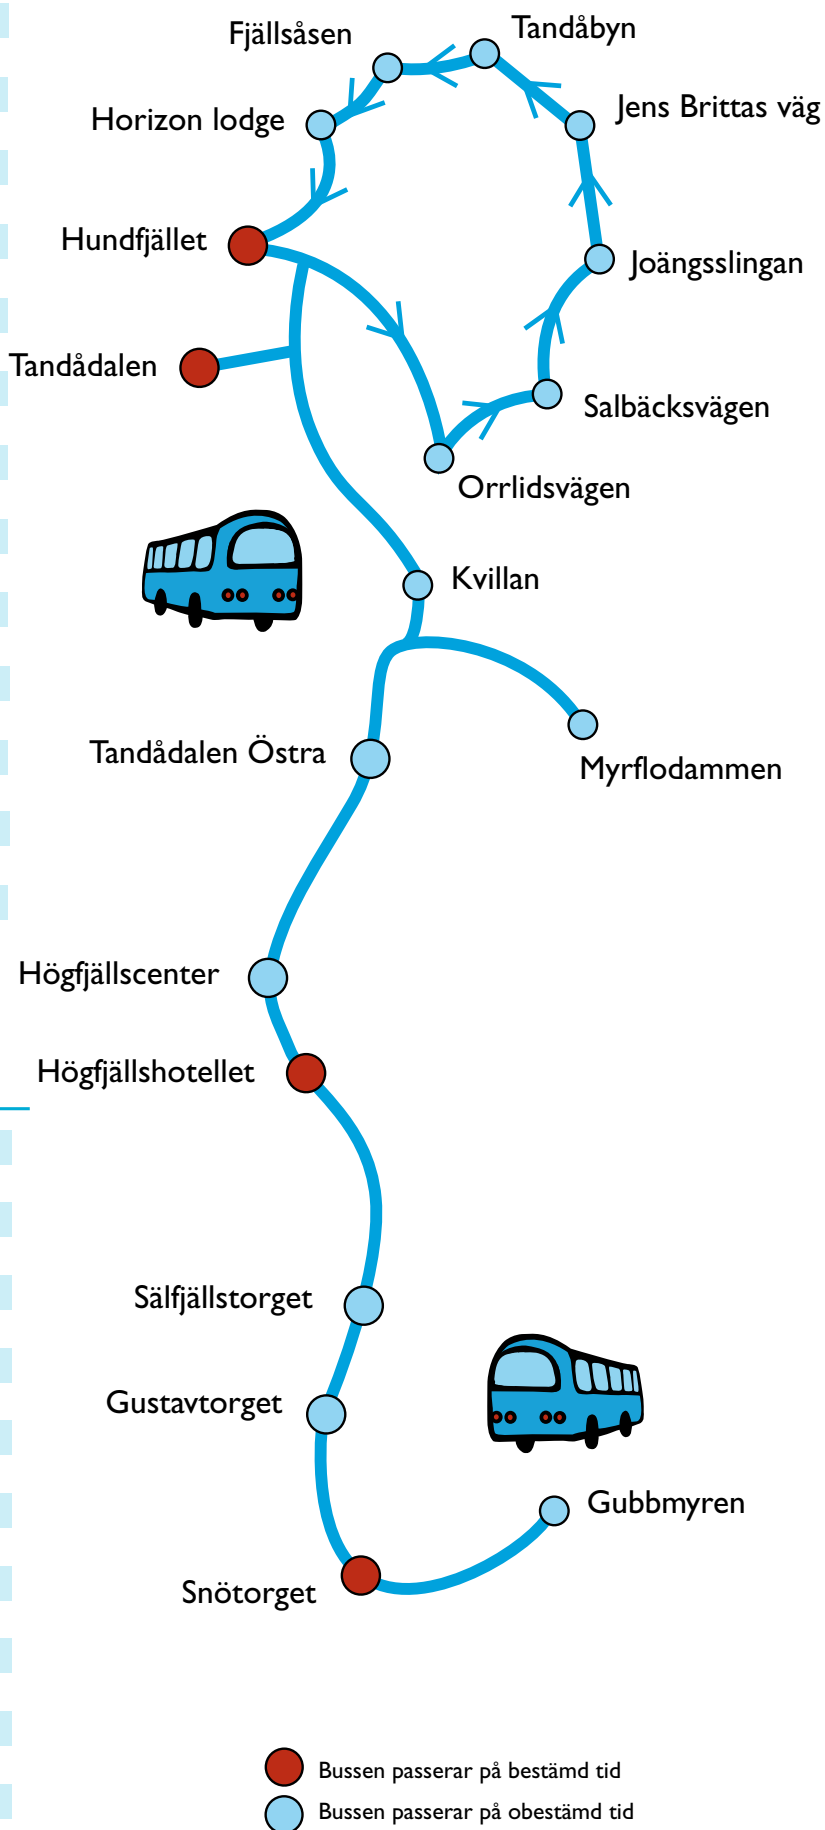 Tandåbyn
Fjällsåsen
Jens Brittas väg
Horizon lodge
Hundfjället
Joängsslingan
Tandådalen
Salbäcksvägen
Orrlidsvägen
Kvillan
Tandådalen Östra
Myrflodammen
Högfjällscenter
Högfjällshotellet
Sälfjällstorget
Gustavtorget
Gubbmyren
Snötorget
Bussen passerar på bestämd tid
Bussen passerar på obestämd tid